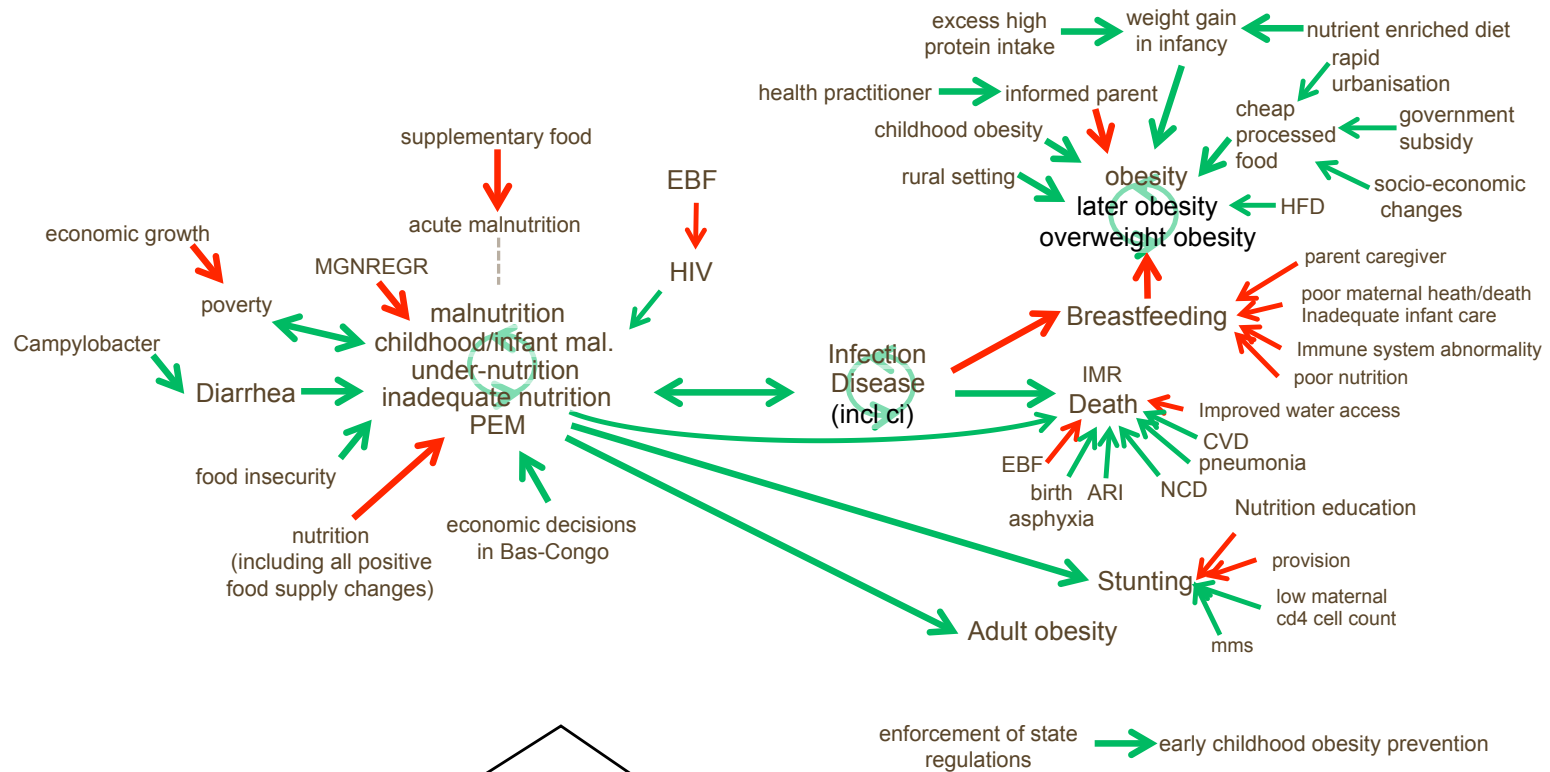 excess high
protein intake
weight gain
in infancy
nutrient enriched diet
rapid
urbanisation
health practitioner
informed parent
cheap
processed
food
government
subsidy
childhood obesity
supplementary food
rural setting
obesity
later obesity
overweight obesity
HFD
socio-economic
changes
EBF
acute malnutrition
economic growth
HIV
MGNREGR
poverty
parent caregiver
poor maternal heath/death
Inadequate infant care
Breastfeeding
Immune system abnormality
poor nutrition
Campylobacter
malnutrition
childhood/infant mal.
under-nutrition
inadequate nutrition
PEM
Diarrhea
Infection
Disease
(incl ci)
IMR
Death
Improved water access
CVD
pneumonia
EBF
birth
asphyxia
ARI
NCD
food insecurity
nutrition
(including all positive
food supply changes)
economic decisions
in Bas-Congo
Nutrition education
provision
Stunting
low maternal
cd4 cell count
mms
Adult obesity
enforcement of state
regulations
early childhood obesity prevention